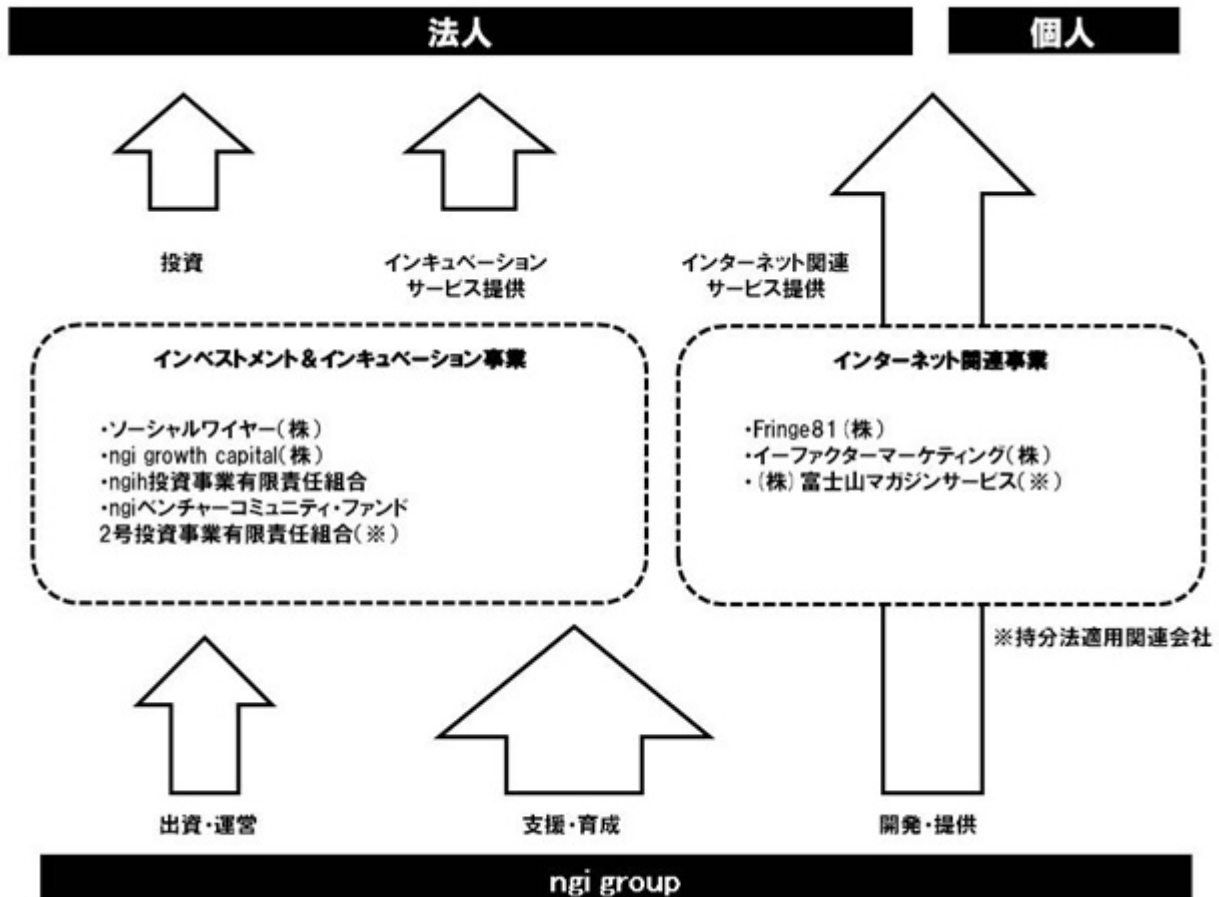 法人
個人
投資
インキュベーション
サービス提供
インターネット関連
サービス提供
インベストメント＆インキュベーション事業
・ソーシャルワイヤー(株)
・ngi growth capital(株)
・ngih投資事業有限責任組合
・ngiベンチャーコミュニティ・ファンド
2号投資事業有限責任組合(※)
インターネット関連事業
・Fringe81(株)
・イーファクターマーケティング(株)
・(株)富士山マガジンサービス(※)
※持分法適用関連会社
出資・運営
支援・育成
開発・提供
ngi group